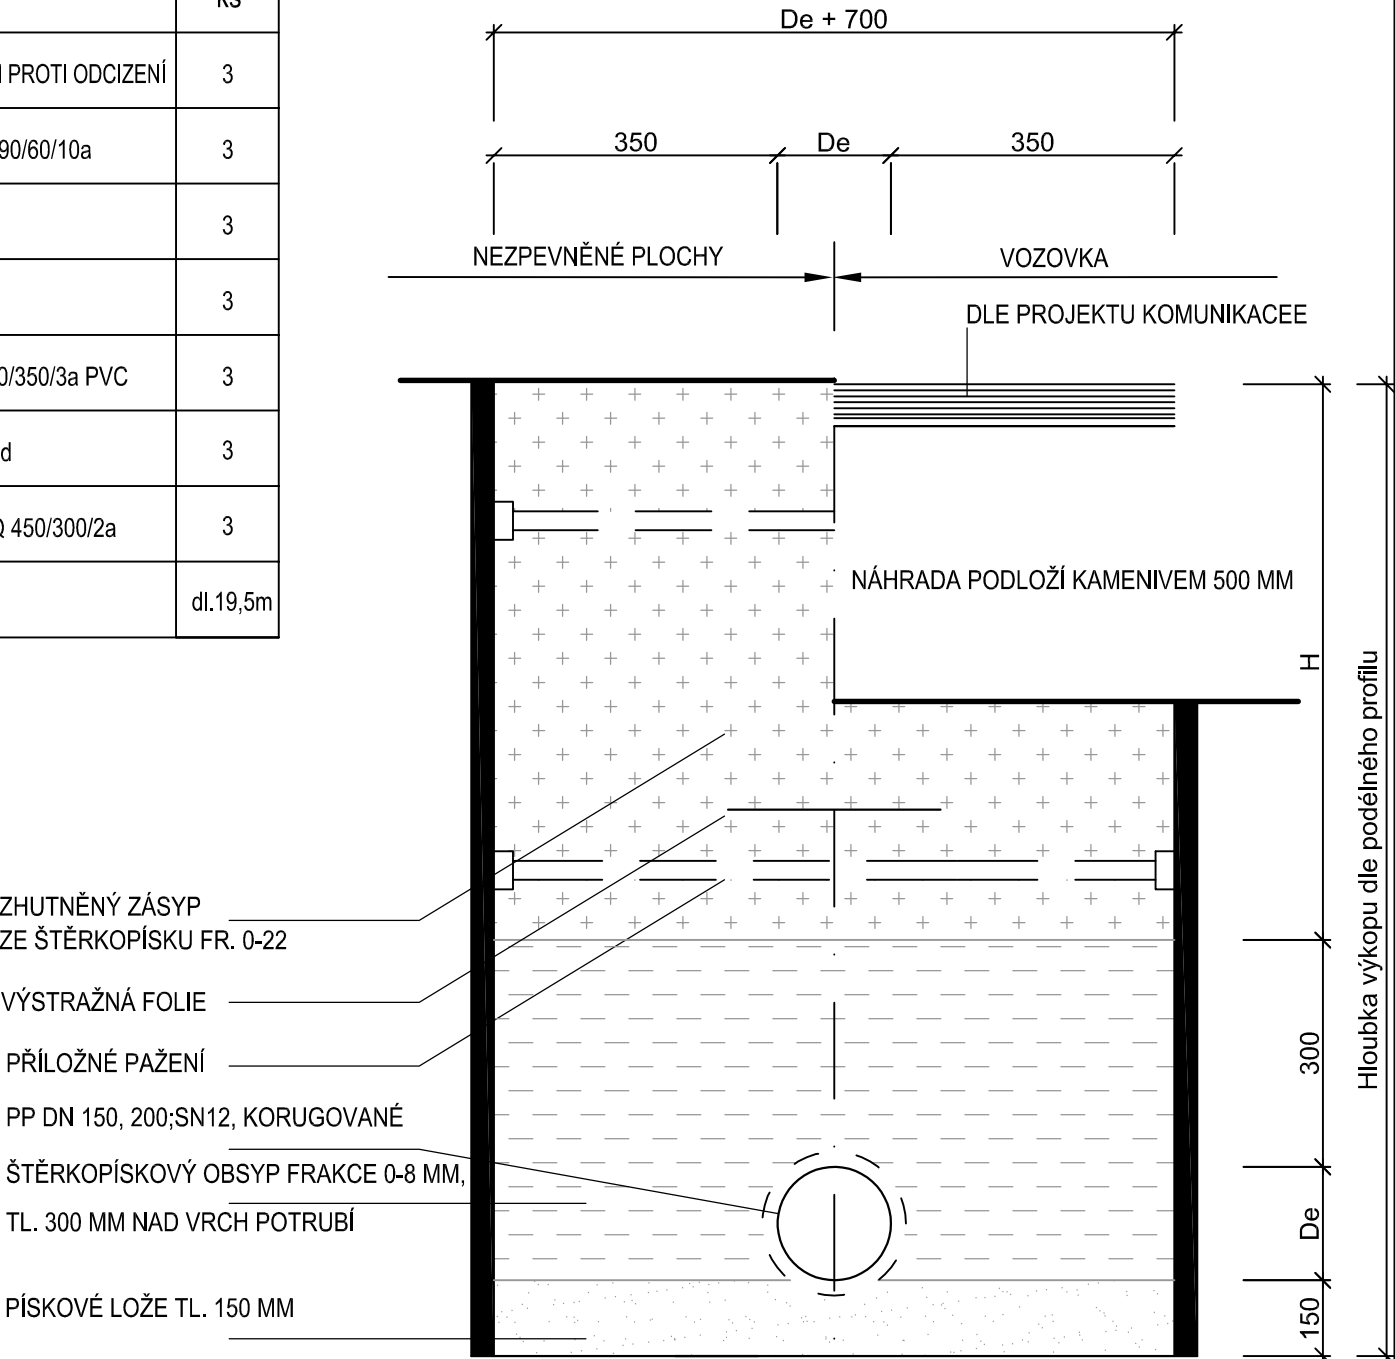 ks
PROTI ODCIZENÍ
3
90/60/10a
3
3
3
0/350/3a PVC
3
d
3
450/300/2a
3
dl.19,5m
De + 700
350
De
350
NEZPEVNĚNÉ PLOCHY
VOZOVKA
DLE PROJEKTU KOMUNIKACEE
NÁHRADA PODLOŽÍ KAMENIVEM 500 MM
H
Hloubka výkopu dle podélného profilu
ZHUTNĚNÝ ZÁSYP
ZE ŠTĚRKOPÍSKU FR. 0-22
VÝSTRAŽNÁ FOLIE
PŘÍLOŽNÉ PAŽENÍ
PP DN 150, 200;SN12, KORUGOVANÉ
ŠTĚRKOPÍSKOVÝ OBSYP FRAKCE 0-8 MM,
TL. 300 MM NAD VRCH POTRUBÍ
PÍSKOVÉ LOŽE TL. 150 MM
300
De
150